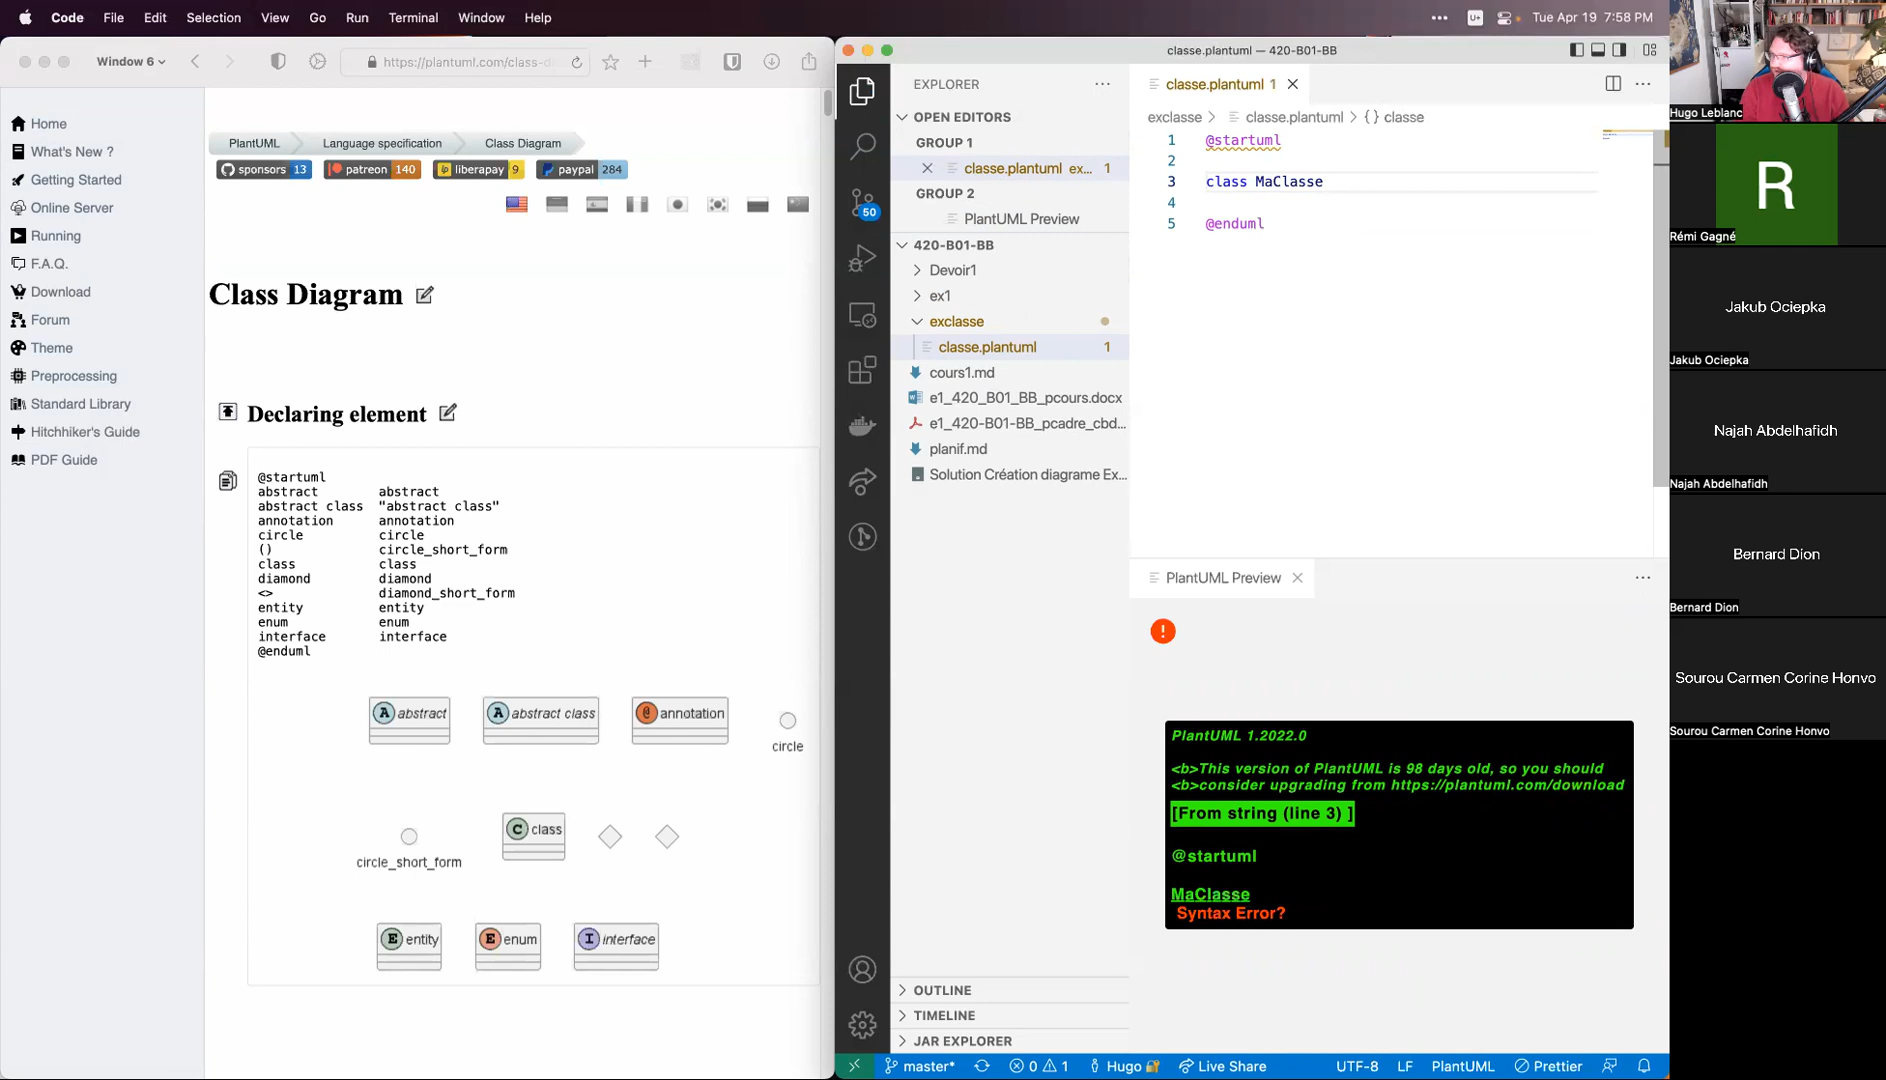 Code File Edit Selection View Go Run Terminal Window Help
Tue Apr 19 7:58 PM
Window 6
https://plantuml.com/class-d
Home
What's New ?
Getting Started
Online Server
Running
F.A.Q.
Download
Forum
Theme
Preprocessing
Standard Library
Hitchhiker's Guide
PDF Guide
PlantUML Language specification Class Diagram
sponsors 13 patreon 140 liberapay 9 paypal 284
Class Diagram
Declaring element
@startuml
abstract abstract
abstract class "abstract class"
annotation annotation
circle circle
() circle_short_form
class class
diamond diamond
<> diamond_short_form
entity entity
enum enum
interface interface
@enduml
A abstract
A abstract class
@ annotation
circle
circle_short_form
C class
E entity
E enum
I interface
classe.plantuml — 420-B01-BB
50
EXPLORER
OPEN EDITORS
GROUP 1
classe.plantuml ex... 1
GROUP 2
PlantUML Preview
420-B01-BB
Devoir1
ex1
exclasse
classe.plantuml 1
cours1.md
e1_420_B01_BB_pcours.docx
e1_420-B01-BB_pcadre_cbd...
planif.md
Solution Création diagrame Ex...
OUTLINE
TIMELINE
JAR EXPLORER
classe.plantuml 1
exclasse > classe.plantuml > {} classe
1 @startuml
2
3 class MaClasse
4
5 @enduml
PlantUML Preview
!
PlantUML 1.2022.0
<b>This version of PlantUML is 98 days old, so you should
<b>consider upgrading from https://plantuml.com/download
[From string (line 3) ]
@startuml
MaClasse
Syntax Error?
master* 0 1 Hugo Live Share UTF-8 LF PlantUML Prettier
Hugo Leblanc
R
Rémi Gagné
Jakub Ociepka
Jakub Ociepka
Najah Abdelhafidh
Najah Abdelhafidh
Bernard Dion
Bernard Dion
Sourou Carmen Corine Honvo
Sourou Carmen Corine Honvo